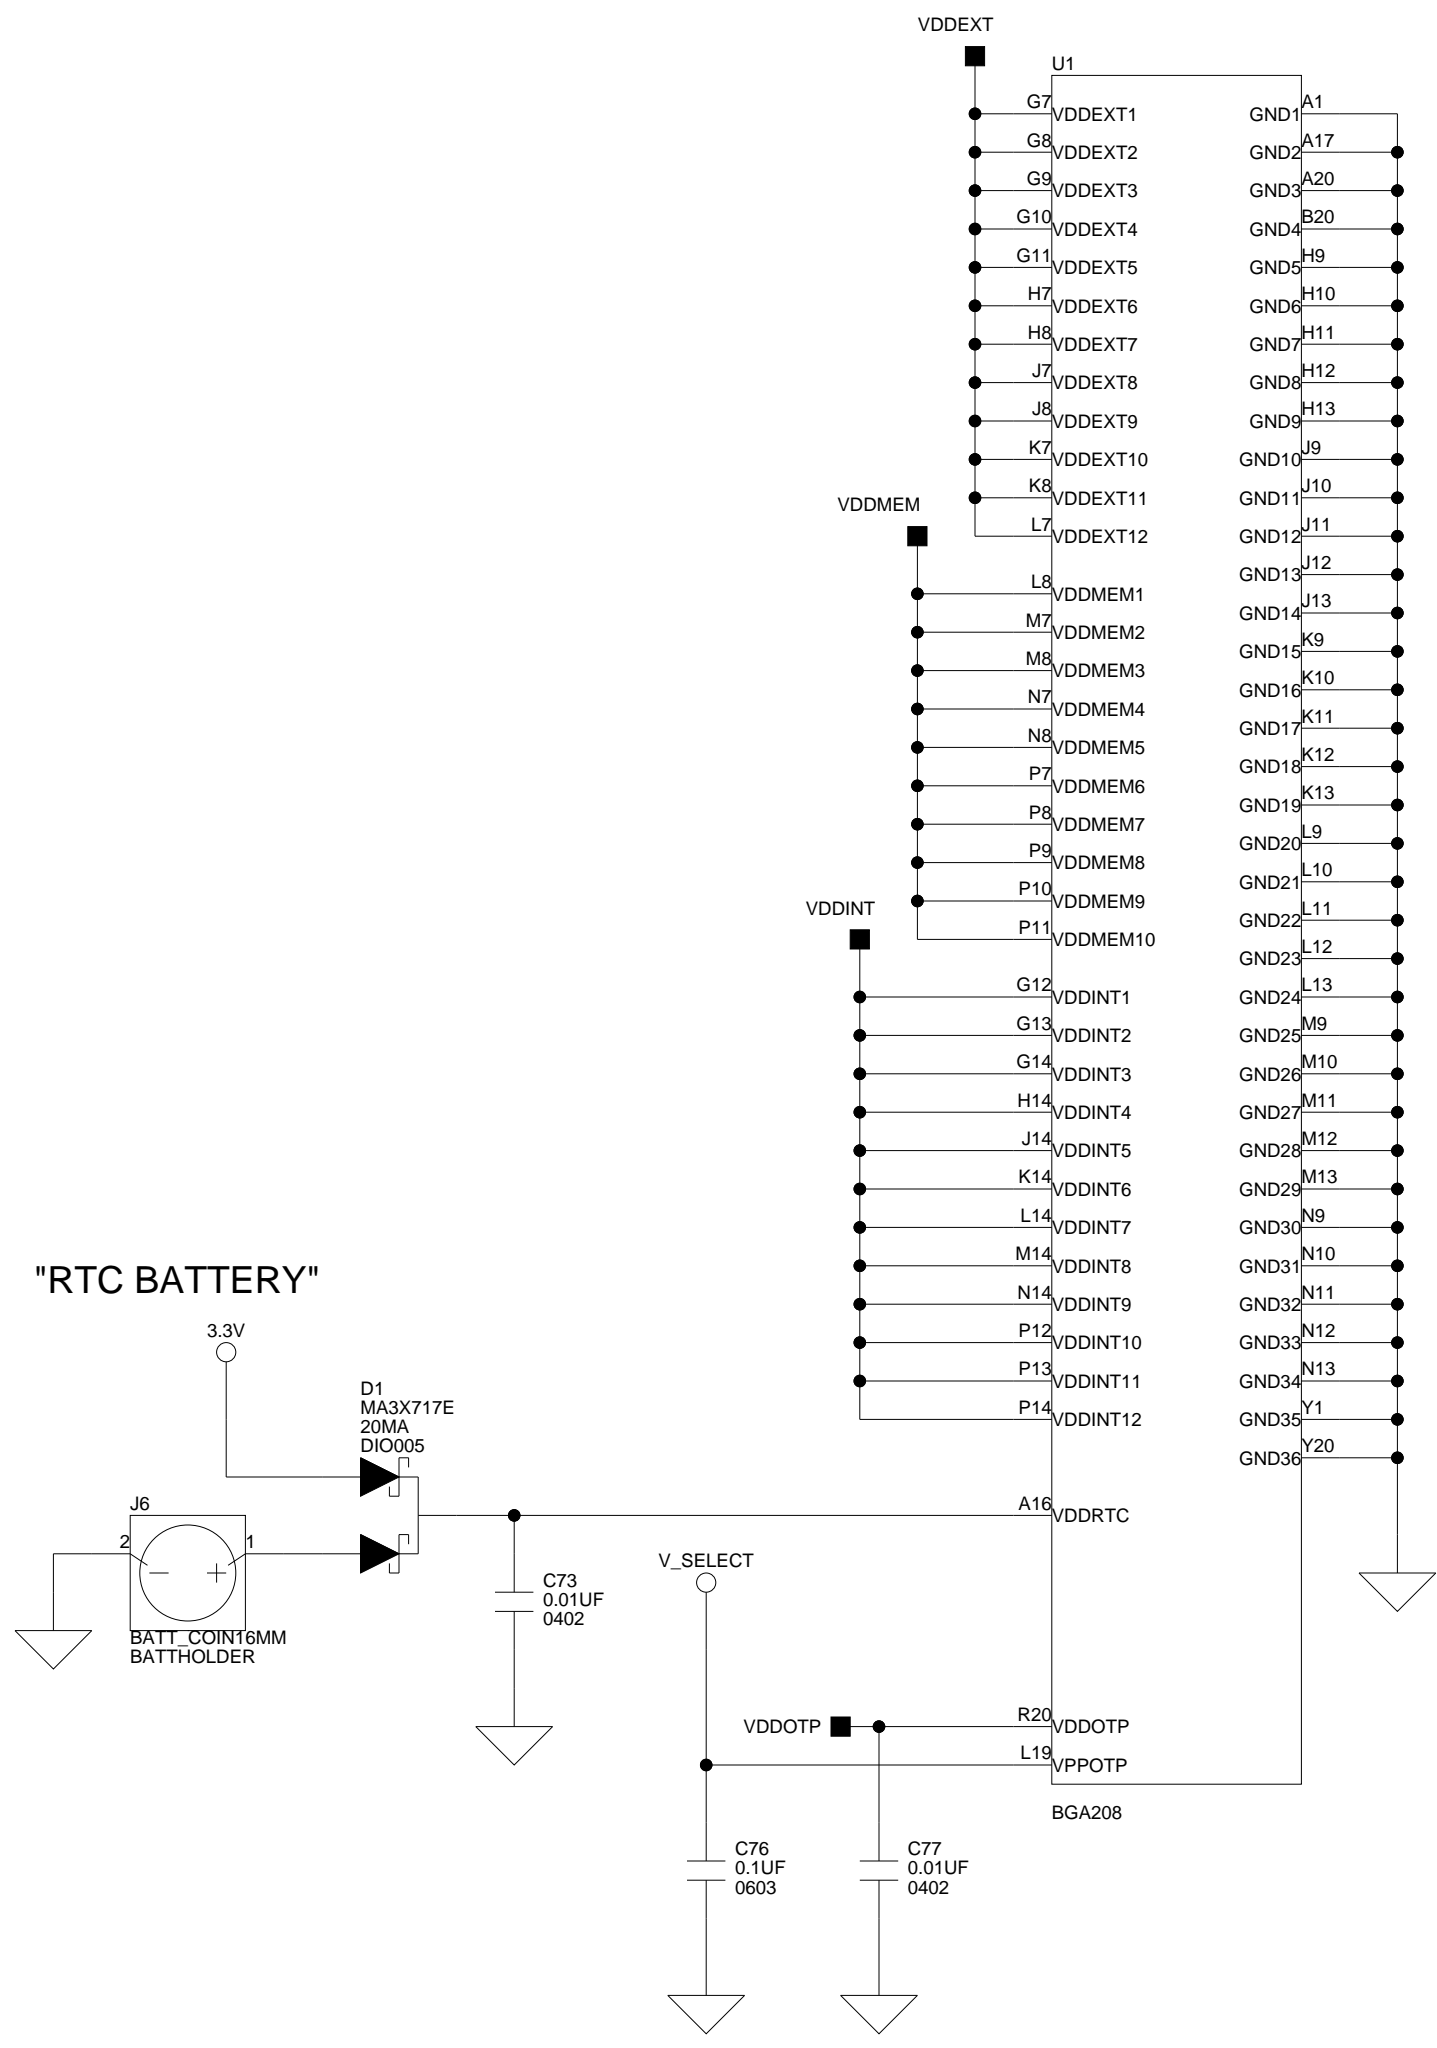 VDDEXT
U1
G7 VDDEXT1 GND1 A1
G8 VDDEXT2 GND2 A17
G9 VDDEXT3 GND3 A20
G10 VDDEXT4 GND4 B20
G11 VDDEXT5 GND5 H9
H7 VDDEXT6 GND6 H10
H8 VDDEXT7 GND7 H11
J7 VDDEXT8 GND8 H12
J8 VDDEXT9 GND9 H13
K7 VDDEXT10 GND10 J9
K8 VDDEXT11 GND11 J10
VDDMEM
L7 VDDEXT12 GND12 J11
GND13 J12
L8 VDDMEM1 GND14 J13
M7 VDDMEM2 GND15 K9
M8 VDDMEM3 GND16 K10
N7 VDDMEM4 GND17 K11
N8 VDDMEM5 GND18 K12
P7 VDDMEM6 GND19 K13
P8 VDDMEM7 GND20 L9
P9 VDDMEM8 GND21 L10
P10 VDDMEM9 GND22 L11
VDDINT
P11 VDDMEM10 GND23 L12
G12 VDDINT1 GND24 L13
G13 VDDINT2 GND25 M9
G14 VDDINT3 GND26 M10
H14 VDDINT4 GND27 M11
J14 VDDINT5 GND28 M12
K14 VDDINT6 GND29 M13
L14 VDDINT7 GND30 N9
M14 VDDINT8 GND31 N10
N14 VDDINT9 GND32 N11
P12 VDDINT10 GND33 N12
P13 VDDINT11 GND34 N13
P14 VDDINT12 GND35 Y1
GND36 Y20
"RTC BATTERY"
3.3V
D1
MA3X717E
20MA
DIO005
J6
2 1
BATT_COIN16MM
BATTHOLDER
A16 VDDRTC
C73
0.01UF
0402
V_SELECT
VDDOTP R20 VDDOTP
L19 VPPOTP
BGA208
C76
0.1UF
0603
C77
0.01UF
0402